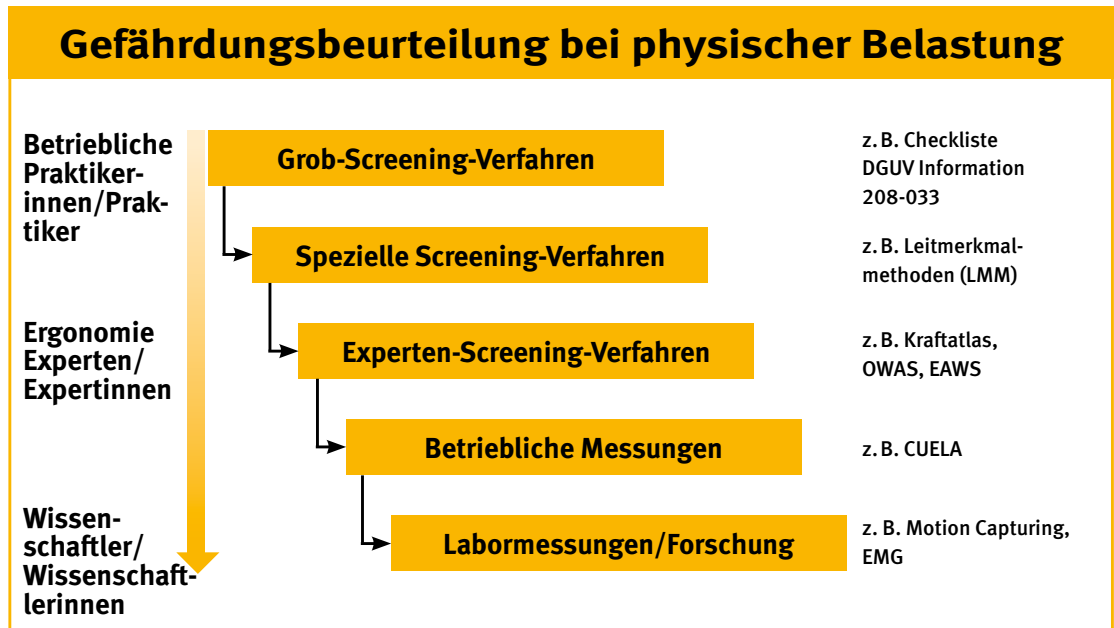 Gefährdungsbeurteilung bei physischer Belastung
Betriebliche
Praktiker-
innen/Prak-
tiker
Grob-Screening-Verfahren
z. B. Checkliste
DGUV Information
208-033
Spezielle Screening-Verfahren
z. B. Leitmerkmal-
methoden (LMM)
Ergonomie
Experten/
Expertinnen
Experten-Screening-Verfahren
z. B. Kraftatlas,
OWAS, EAWS
Betriebliche Messungen
z. B. CUELA
Wissen-
schaftler/
Wissenschaft-
lerinnen
Labormessungen/Forschung
z. B. Motion Capturing,
EMG